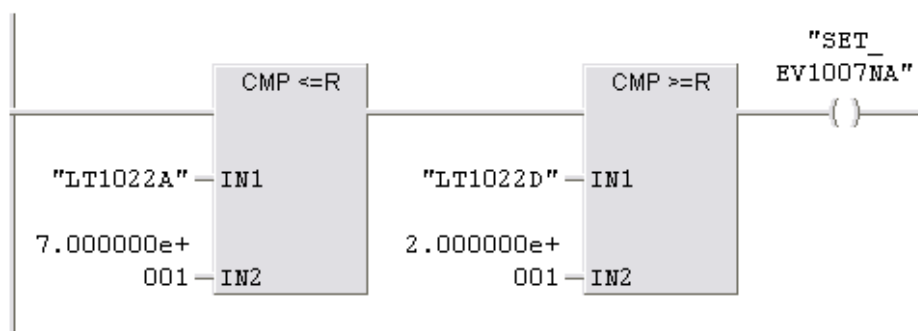 "SET_
EV1007NA"
CMP <=R
CMP >=R
( )
"LT1022A" IN1
"LT1022D" IN1
7.000000e+
001 IN2
2.000000e+
001 IN2